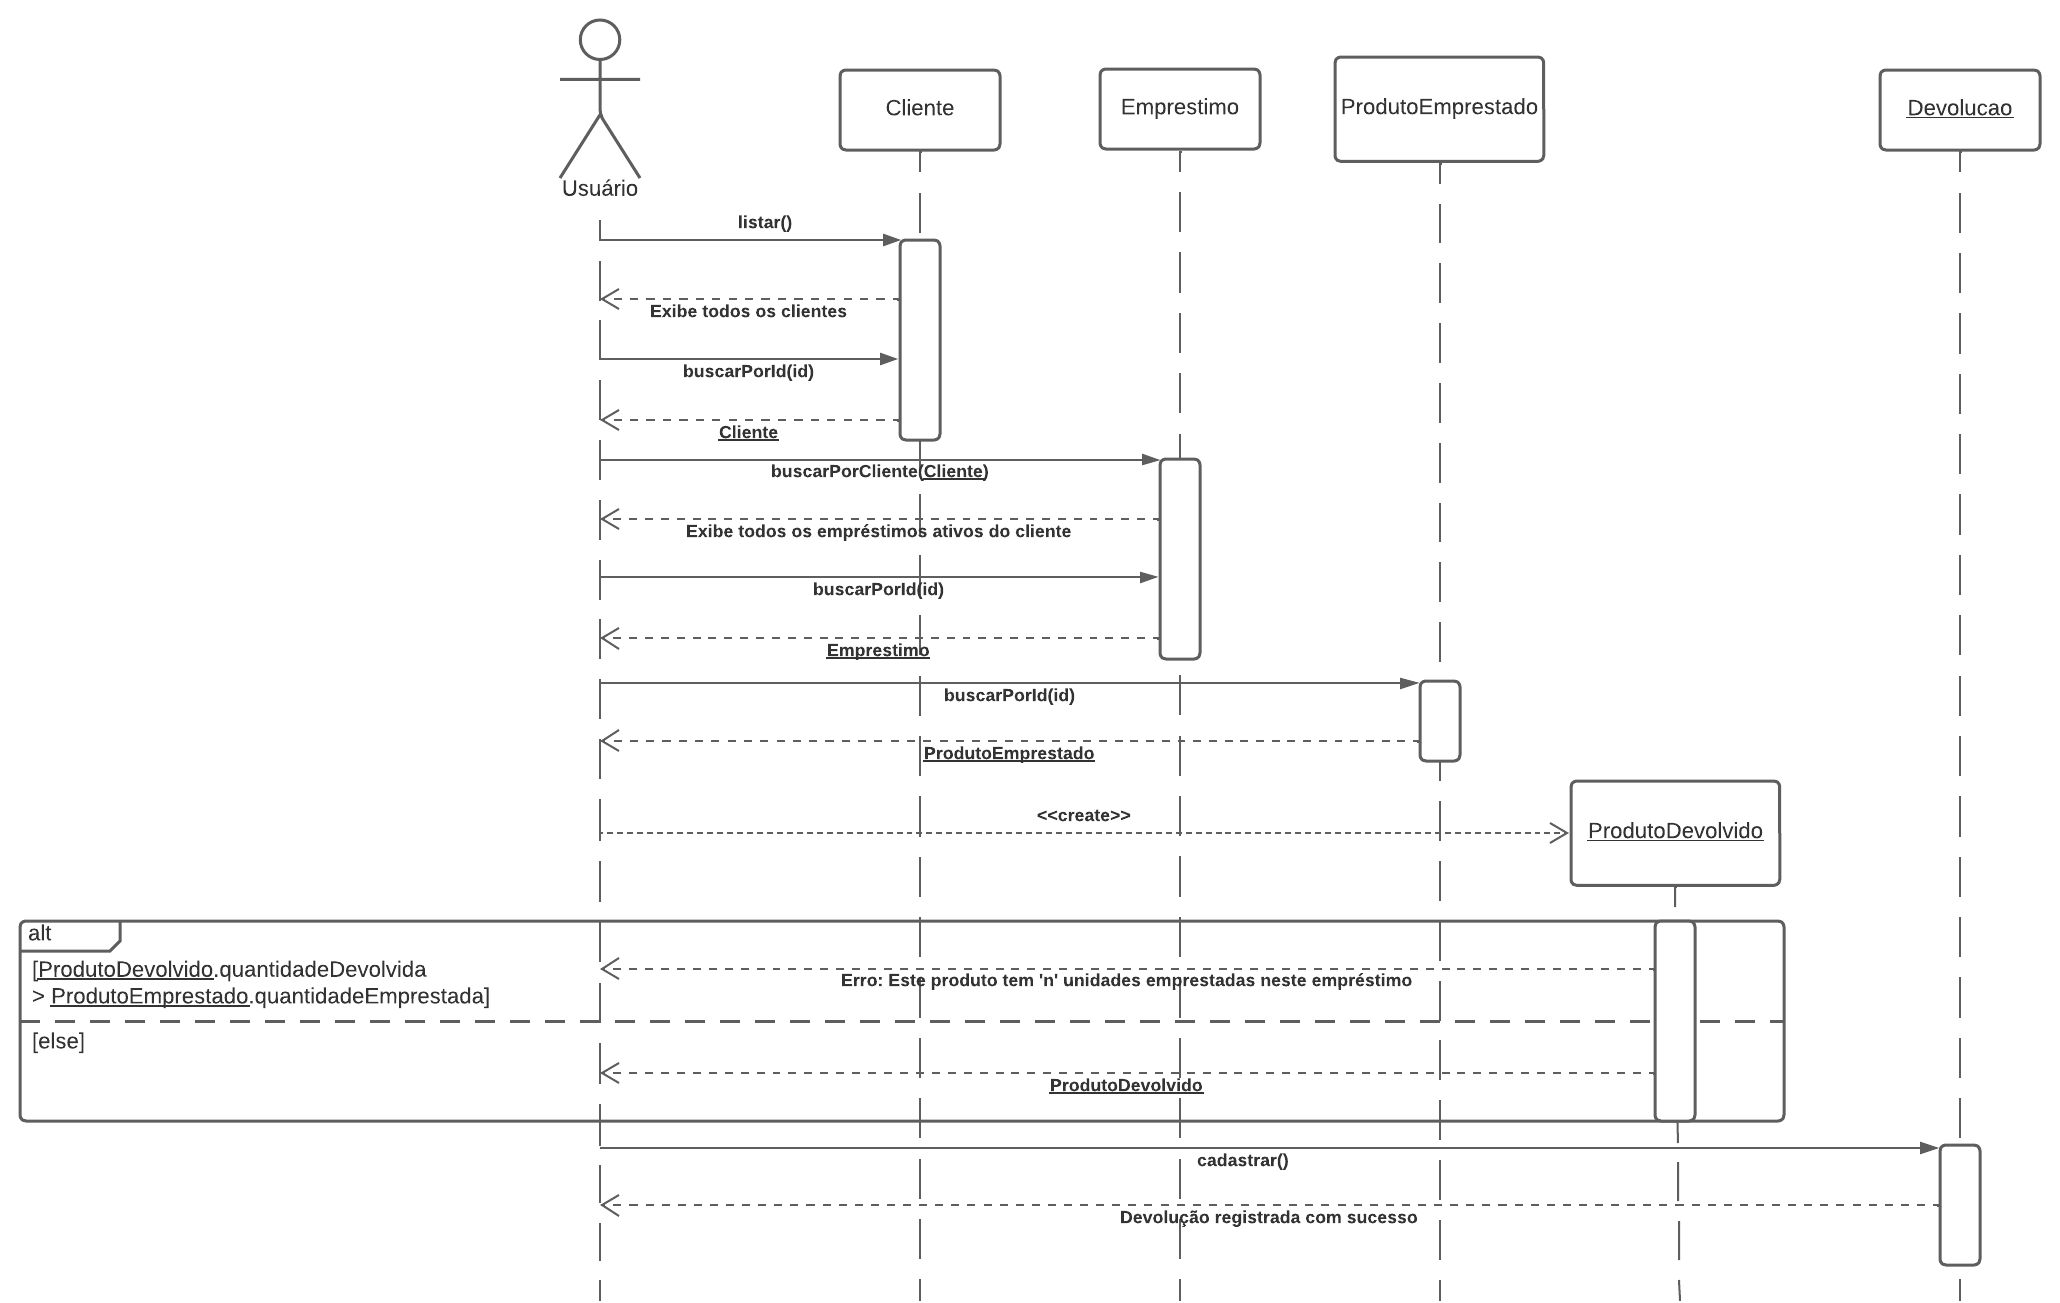 Usuário
Cliente
Emprestimo
ProdutoEmprestado
Devolucao
listar()
Exibe todos os clientes
buscarPorId(id)
Cliente
buscarPorCliente(Cliente)
Exibe todos os empréstimos ativos do cliente
buscarPorId(id)
Emprestimo
buscarPorId(id)
ProdutoEmprestado
<<create>>
ProdutoDevolvido
alt
[ProdutoDevolvido.quantidadeDevolvida
> ProdutoEmprestado.quantidadeEmprestada]
Erro: Este produto tem 'n' unidades emprestadas neste empréstimo
[else]
ProdutoDevolvido
cadastrar()
Devolução registrada com sucesso